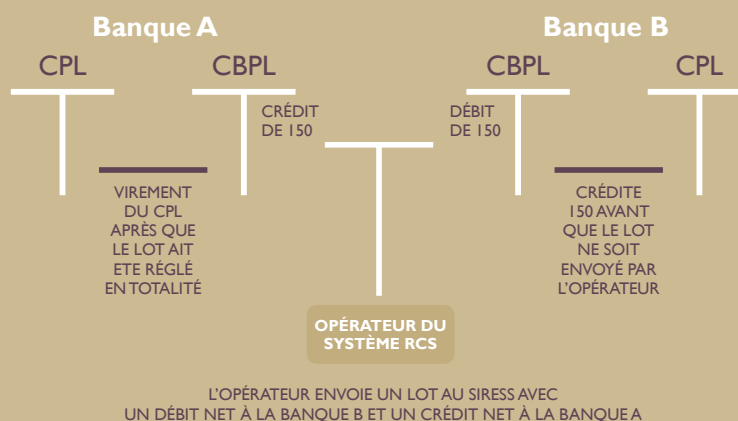 Banque A
Banque B
CPL
CBPL
CBPL
CPL
CRÉDIT
DE 150
DÉBIT
DE 150
VIREMENT
DU CPL
APRÈS QUE
LE LOT AIT
ETE RÉGLÉ
EN TOTALITÉ
CRÉDITE
150 AVANT
QUE LE LOT
NE SOIT
ENVOYÉ PAR
L'OPÉRATEUR
OPÉRATEUR DU
SYSTÈME RCS
L'OPÉRATEUR ENVOIE UN LOT AU SIRESS AVEC
UN DÉBIT NET À LA BANQUE B ET UN CRÉDIT NET À LA BANQUE A